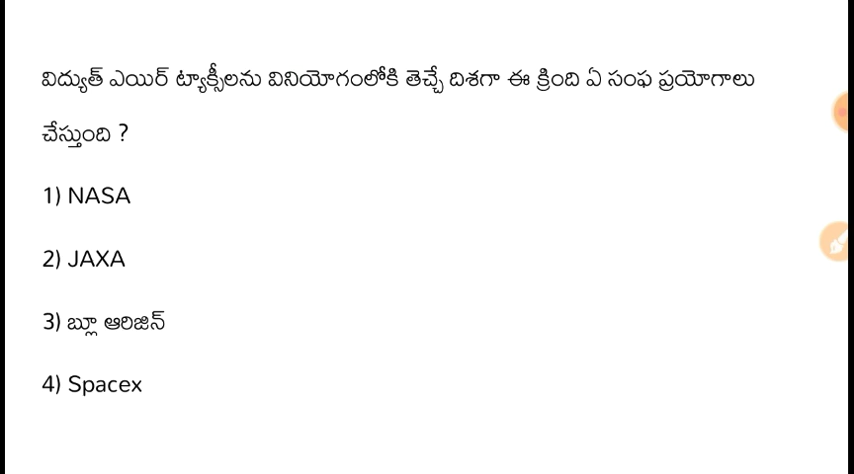 విద్యుత్ ఎయిర్ ట్యాక్సీలను వినియోగంలోకి తెచ్చే దిశగా ఈ క్రింది ఏ సంఫ ప్రయోగాలు
చేస్తుంది ?
1) NASA
2) JAXA
3) బ్లూ ఆరిజిన్
4) Spacex